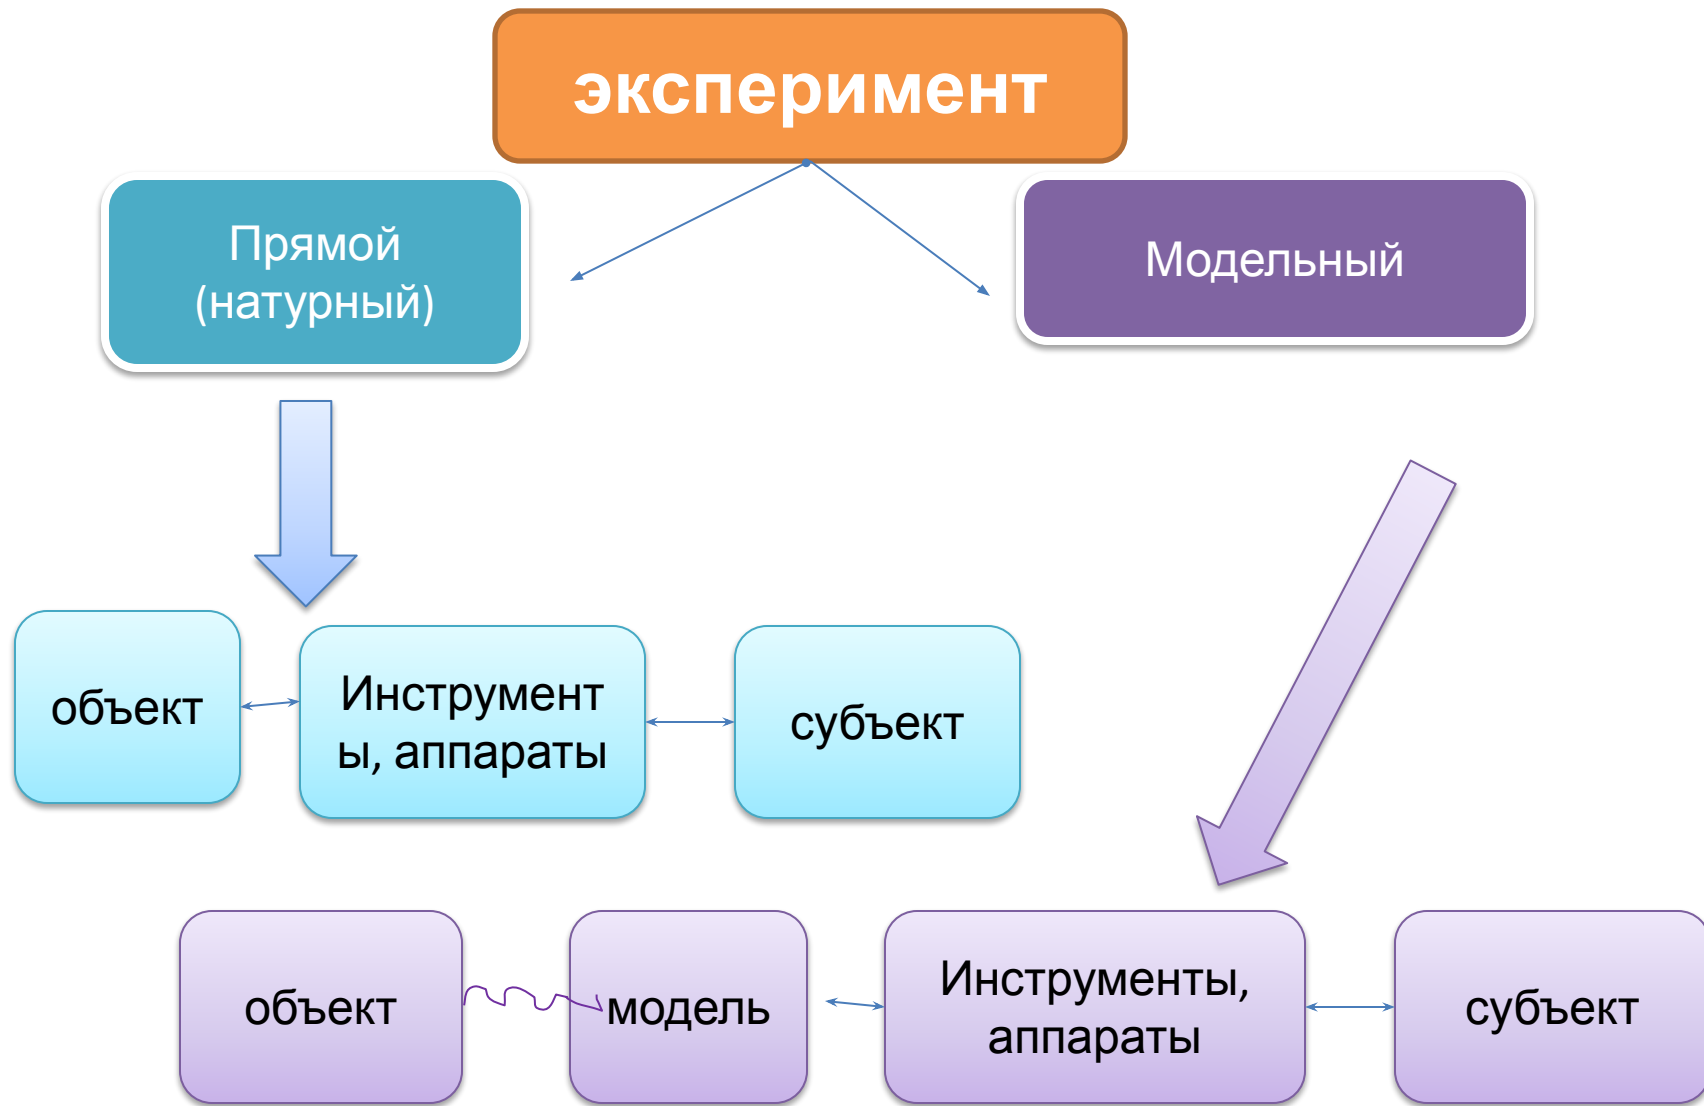 эксперимент
Прямой
(натурный)
Модельный
объект
Инструмент
ы, аппараты
субъект
объект
модель
Инструменты,
аппараты
субъект